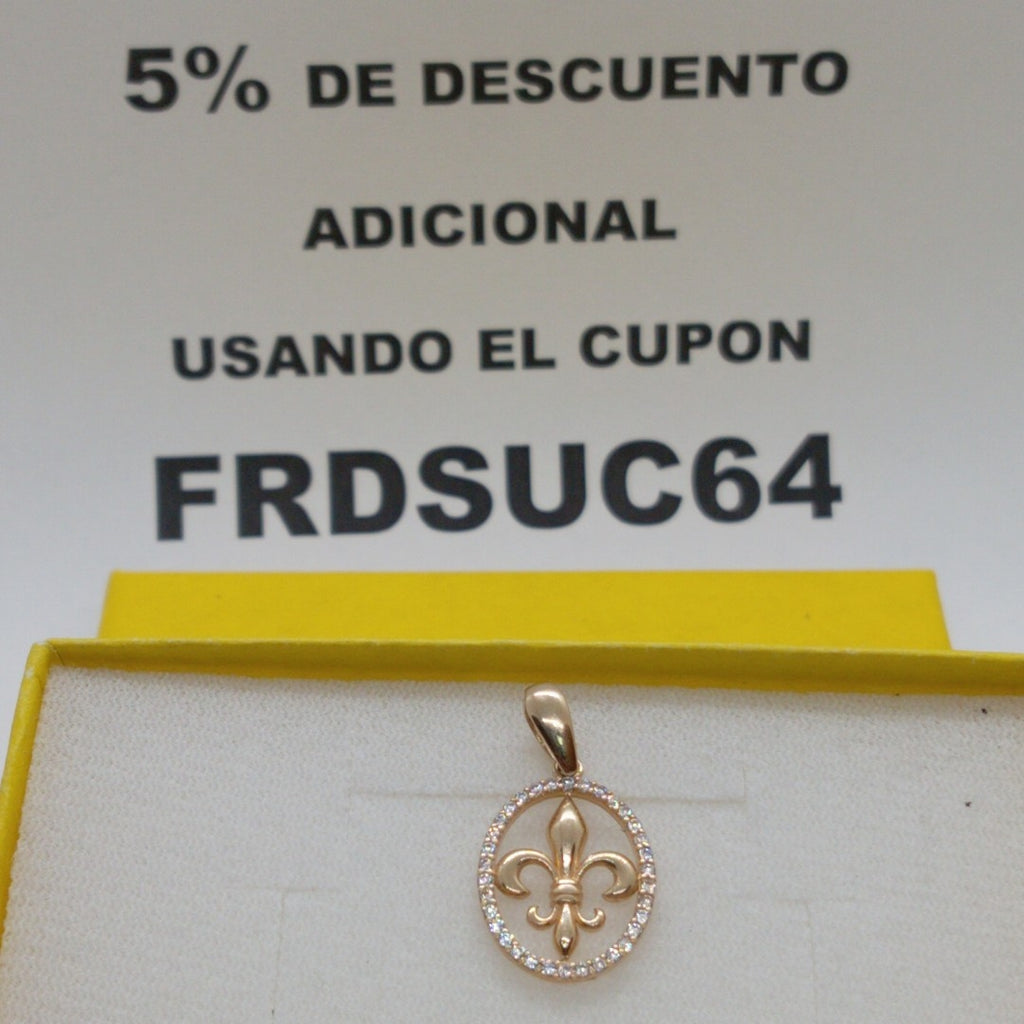 5% DE DESCUENTO
ADICIONAL
USANDO EL CUPON
FRDSUC64